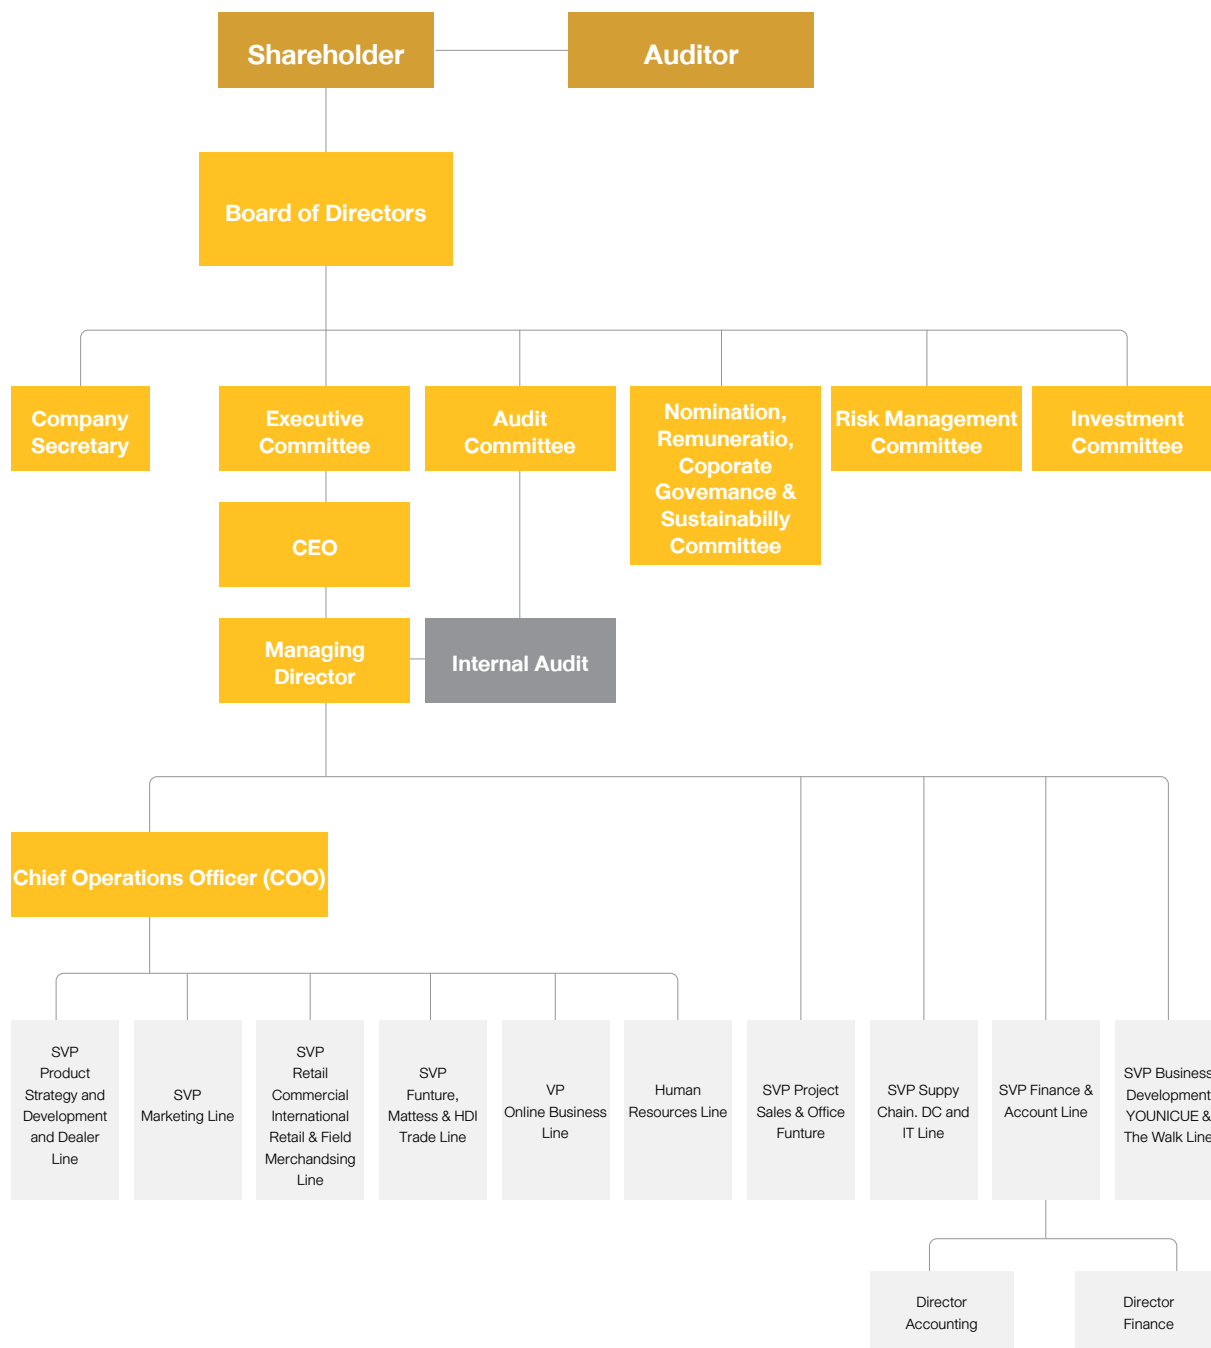 Shareholder
Auditor
Board of Directors
Company
Secretary
Executive
Committee
Audit
Committee
Nomination,
Remuneratio,
Coporate
Governance &
Sustainabilly
Committee
Risk Management
Committee
Investment
Committee
CEO
Managing
Director
Internal Audit
Chief Operations Officer (COO)
SVP
Product
Strategy and
Development
and Dealer
Line
SVP
Marketing Line
SVP
Retail
Commercial
International
Retail & Field
Merchandsing
Line
SVP
Funture,
Mattess & HDI
Trade Line
VP
Online Business
Line
Human
Resources Line
SVP Project
Sales & Office
Funture
SVP Suppy
Chain. DC and
IT Line
SVP Finance &
Account Line
SVP Business
Development
YOUNICUE &
The Walk Line
Director
Accounting
Director
Finance